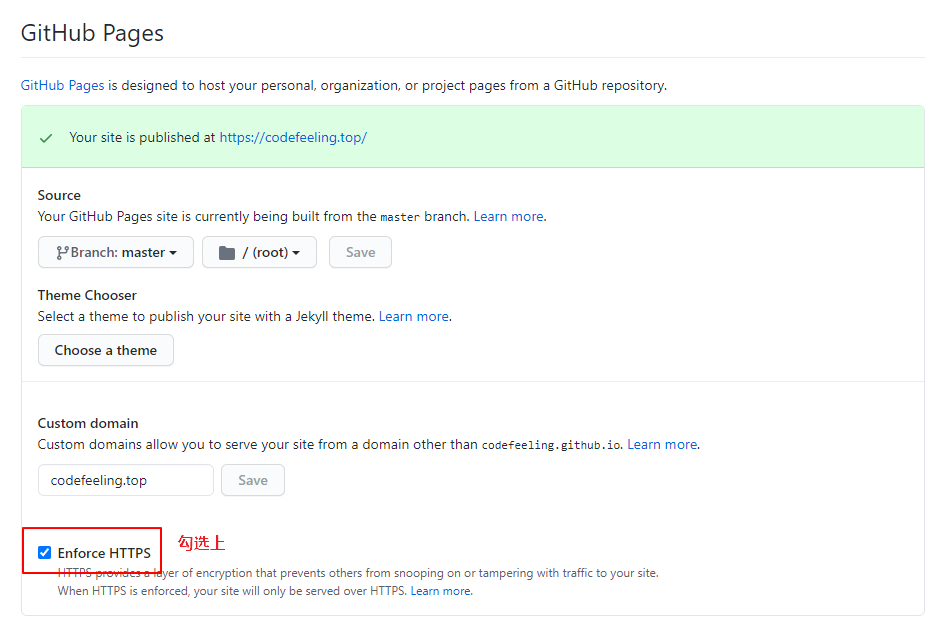 GitHub Pages
GitHub Pages is designed to host your personal, organization, or project pages from a GitHub repository.
Your site is published at https://codefeeling.top/
Source
Your GitHub Pages site is currently being built from the master branch. Learn more.
Branch: master / (root) Save
Theme Chooser
Select a theme to publish your site with a Jekyll theme. Learn more.
Choose a theme
Custom domain
Custom domains allow you to serve your site from a domain other than codefeeling.github.io. Learn more.
codefeeling.top Save
Enforce HTTPS 勾选上
HTTPS provides a layer of encryption that prevents others from snooping on or tampering with traffic to your site.
When HTTPS is enforced, your site will only be served over HTTPS. Learn more.